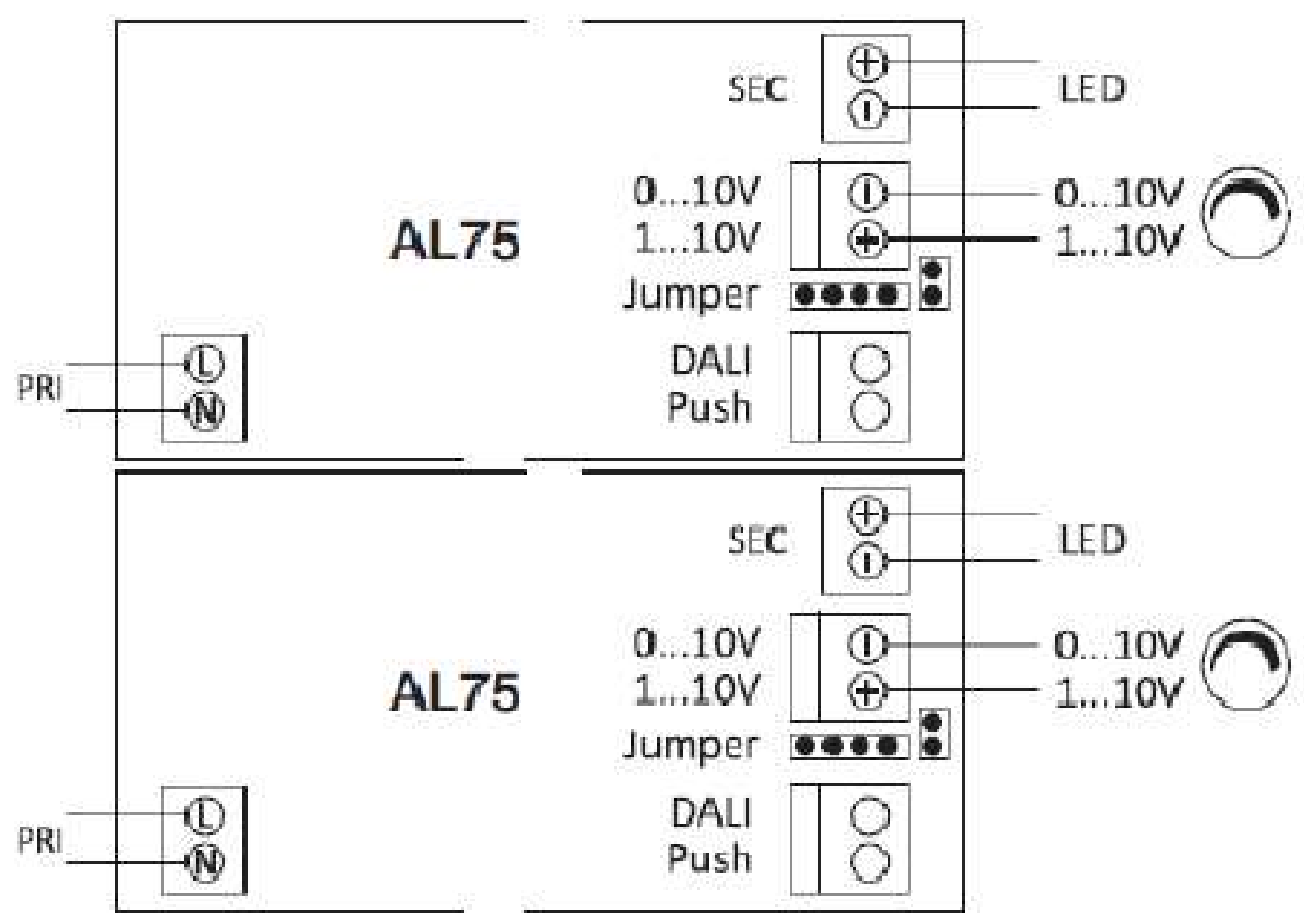 SEC
LED
0...10V
0...10V
1...10V
1...10V
AL75
Jumper
DALI
Push
L
N
PRI
SEC
LED
0...10V
0...10V
1...10V
1...10V
AL75
Jumper
DALI
Push
L
N
PRI